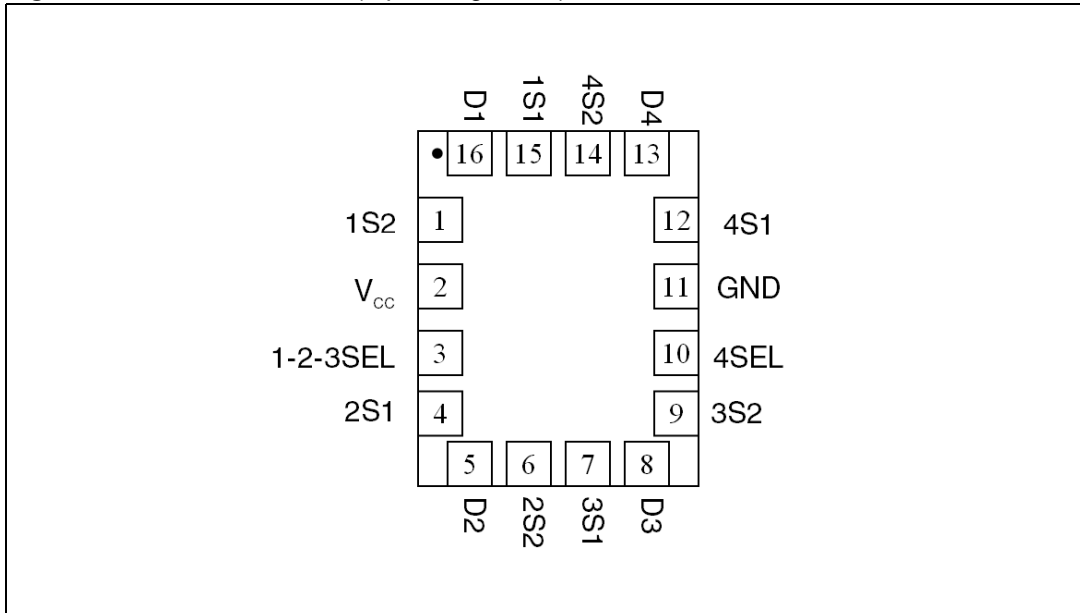 D1 1S1 4S2 D4
16 15 14 13
1S2 1 12 4S1
VCC 2 11 GND
1-2-3SEL 3 10 4SEL
2S1 4 9 3S2
5 6 7 8
D2 2S2 3S1 D3